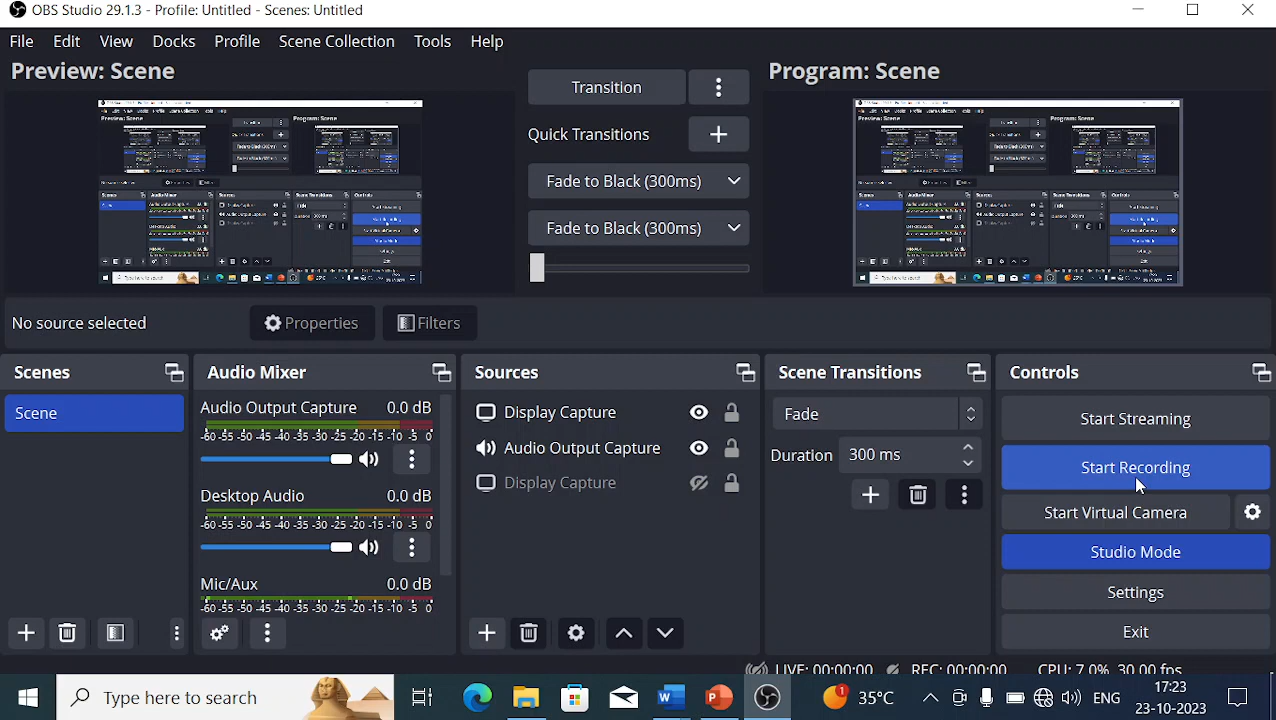 OBS Studio 29.1.3 - Profile: Untitled - Scenes: Untitled
File Edit View Docks Profile Scene Collection Tools Help
Preview: Scene
Transition
Quick Transitions
Fade to Black (300ms)
Fade to Black (300ms)
Program: Scene
No source selected
Properties
Filters
Scenes
Scene
Audio Mixer
Audio Output Capture 0.0 dB
-60 -55 -50 -45 -40 -35 -30 -25 -20 -15 -10 -5 0
Desktop Audio 0.0 dB
-60 -55 -50 -45 -40 -35 -30 -25 -20 -15 -10 -5 0
Mic/Aux 0.0 dB
-60 -55 -50 -45 -40 -35 -30 -25 -20 -15 -10 -5 0
Sources
Display Capture
Audio Output Capture
Display Capture
Scene Transitions
Fade
Duration 300 ms
Controls
Start Streaming
Start Recording
Start Virtual Camera
Studio Mode
Settings
Exit
LIVE: 00:00:00 REC: 00:00:00 CPU: 7.0%, 30.00 fps
Type here to search
1
35°C
ENG
17:23
23-10-2023